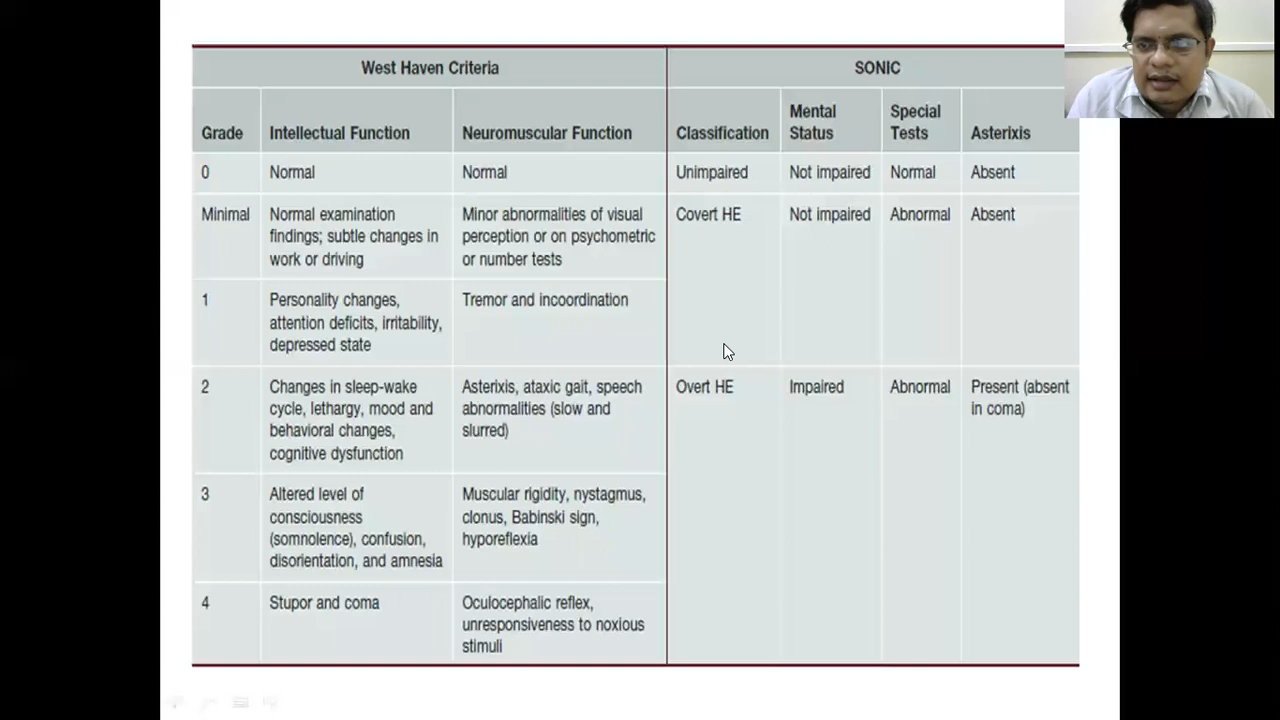 West Haven Criteria
SONIC
Grade
Intellectual Function
Neuromuscular Function
Classification
Mental
Status
Special
Tests
Asterixis
0
Normal
Normal
Unimpaired
Not impaired
Normal
Absent
Minimal
Normal examination
findings; subtle changes in
work or driving
Minor abnormalities of visual
perception or on psychometric
or number tests
Covert HE
Not impaired
Abnormal
Absent
1
Personality changes,
attention deficits, irritability,
depressed state
Tremor and incoordination
2
Changes in sleep-wake
cycle, lethargy, mood and
behavioral changes,
cognitive dysfunction
Asterixis, ataxic gait, speech
abnormalities (slow and
slurred)
Overt HE
Impaired
Abnormal
Present (absent
in coma)
3
Altered level of
consciousness
(somnolence), confusion,
disorientation, and amnesia
Muscular rigidity, nystagmus,
clonus, Babinski sign,
hyporeflexia
4
Stupor and coma
Oculocephalic reflex,
unresponsiveness to noxious
stimuli